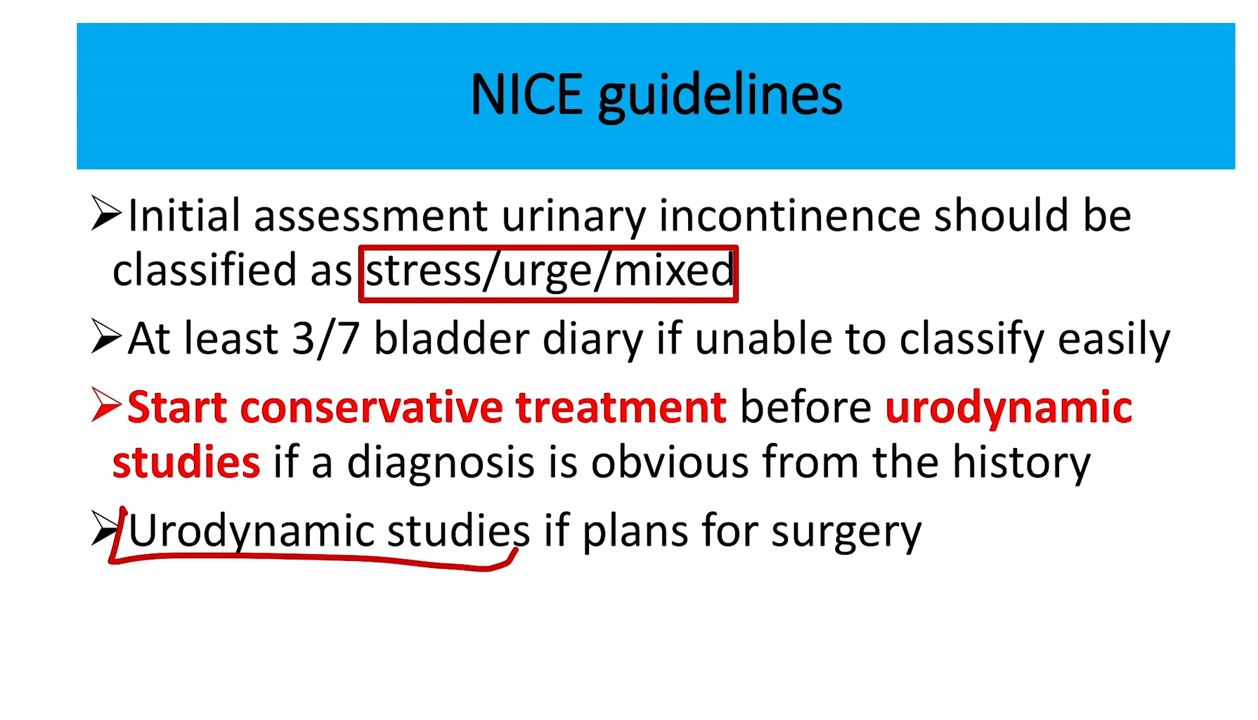 NICE guidelines
➢Initial assessment urinary incontinence should be
classified as stress/urge/mixed
➢At least 3/7 bladder diary if unable to classify easily
➢Start conservative treatment before urodynamic
studies if a diagnosis is obvious from the history
➢Urodynamic studies if plans for surgery